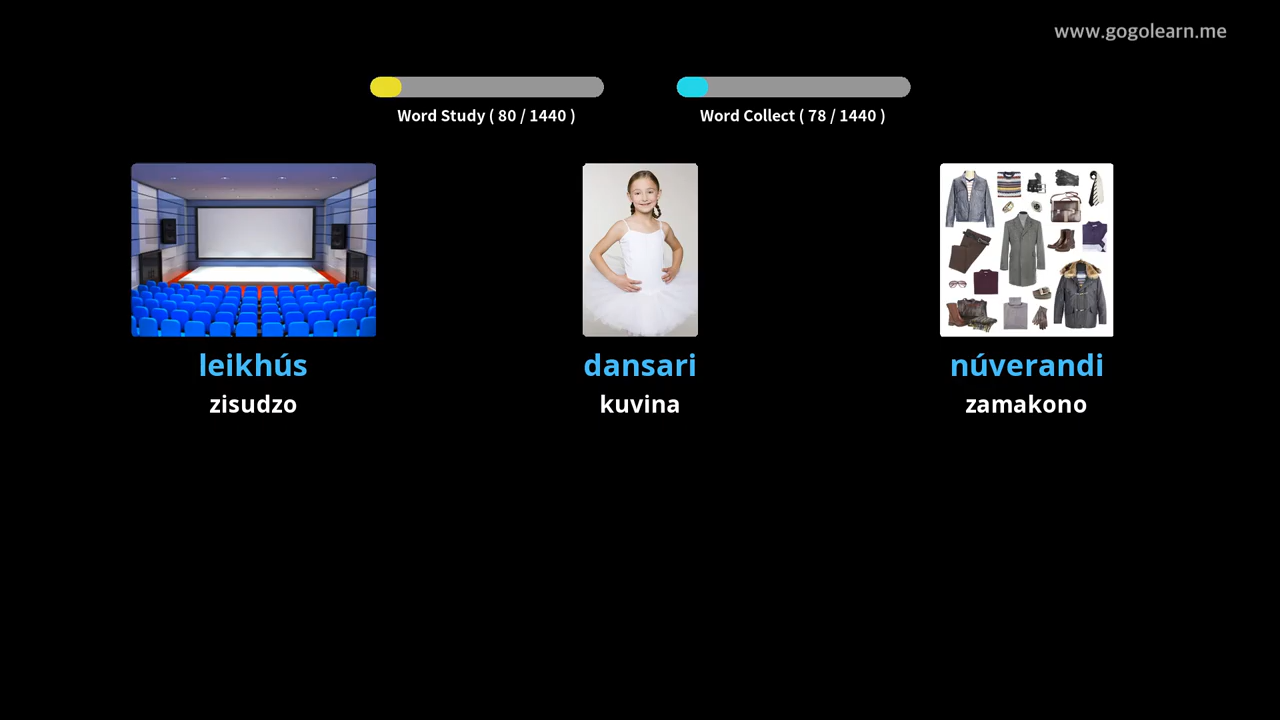 www.gogolearn.me
Word Study ( 80 / 1440 )
Word Collect ( 78 / 1440 )
leikhús
zisudzo
dansari
kuvina
núverandi
zamakono